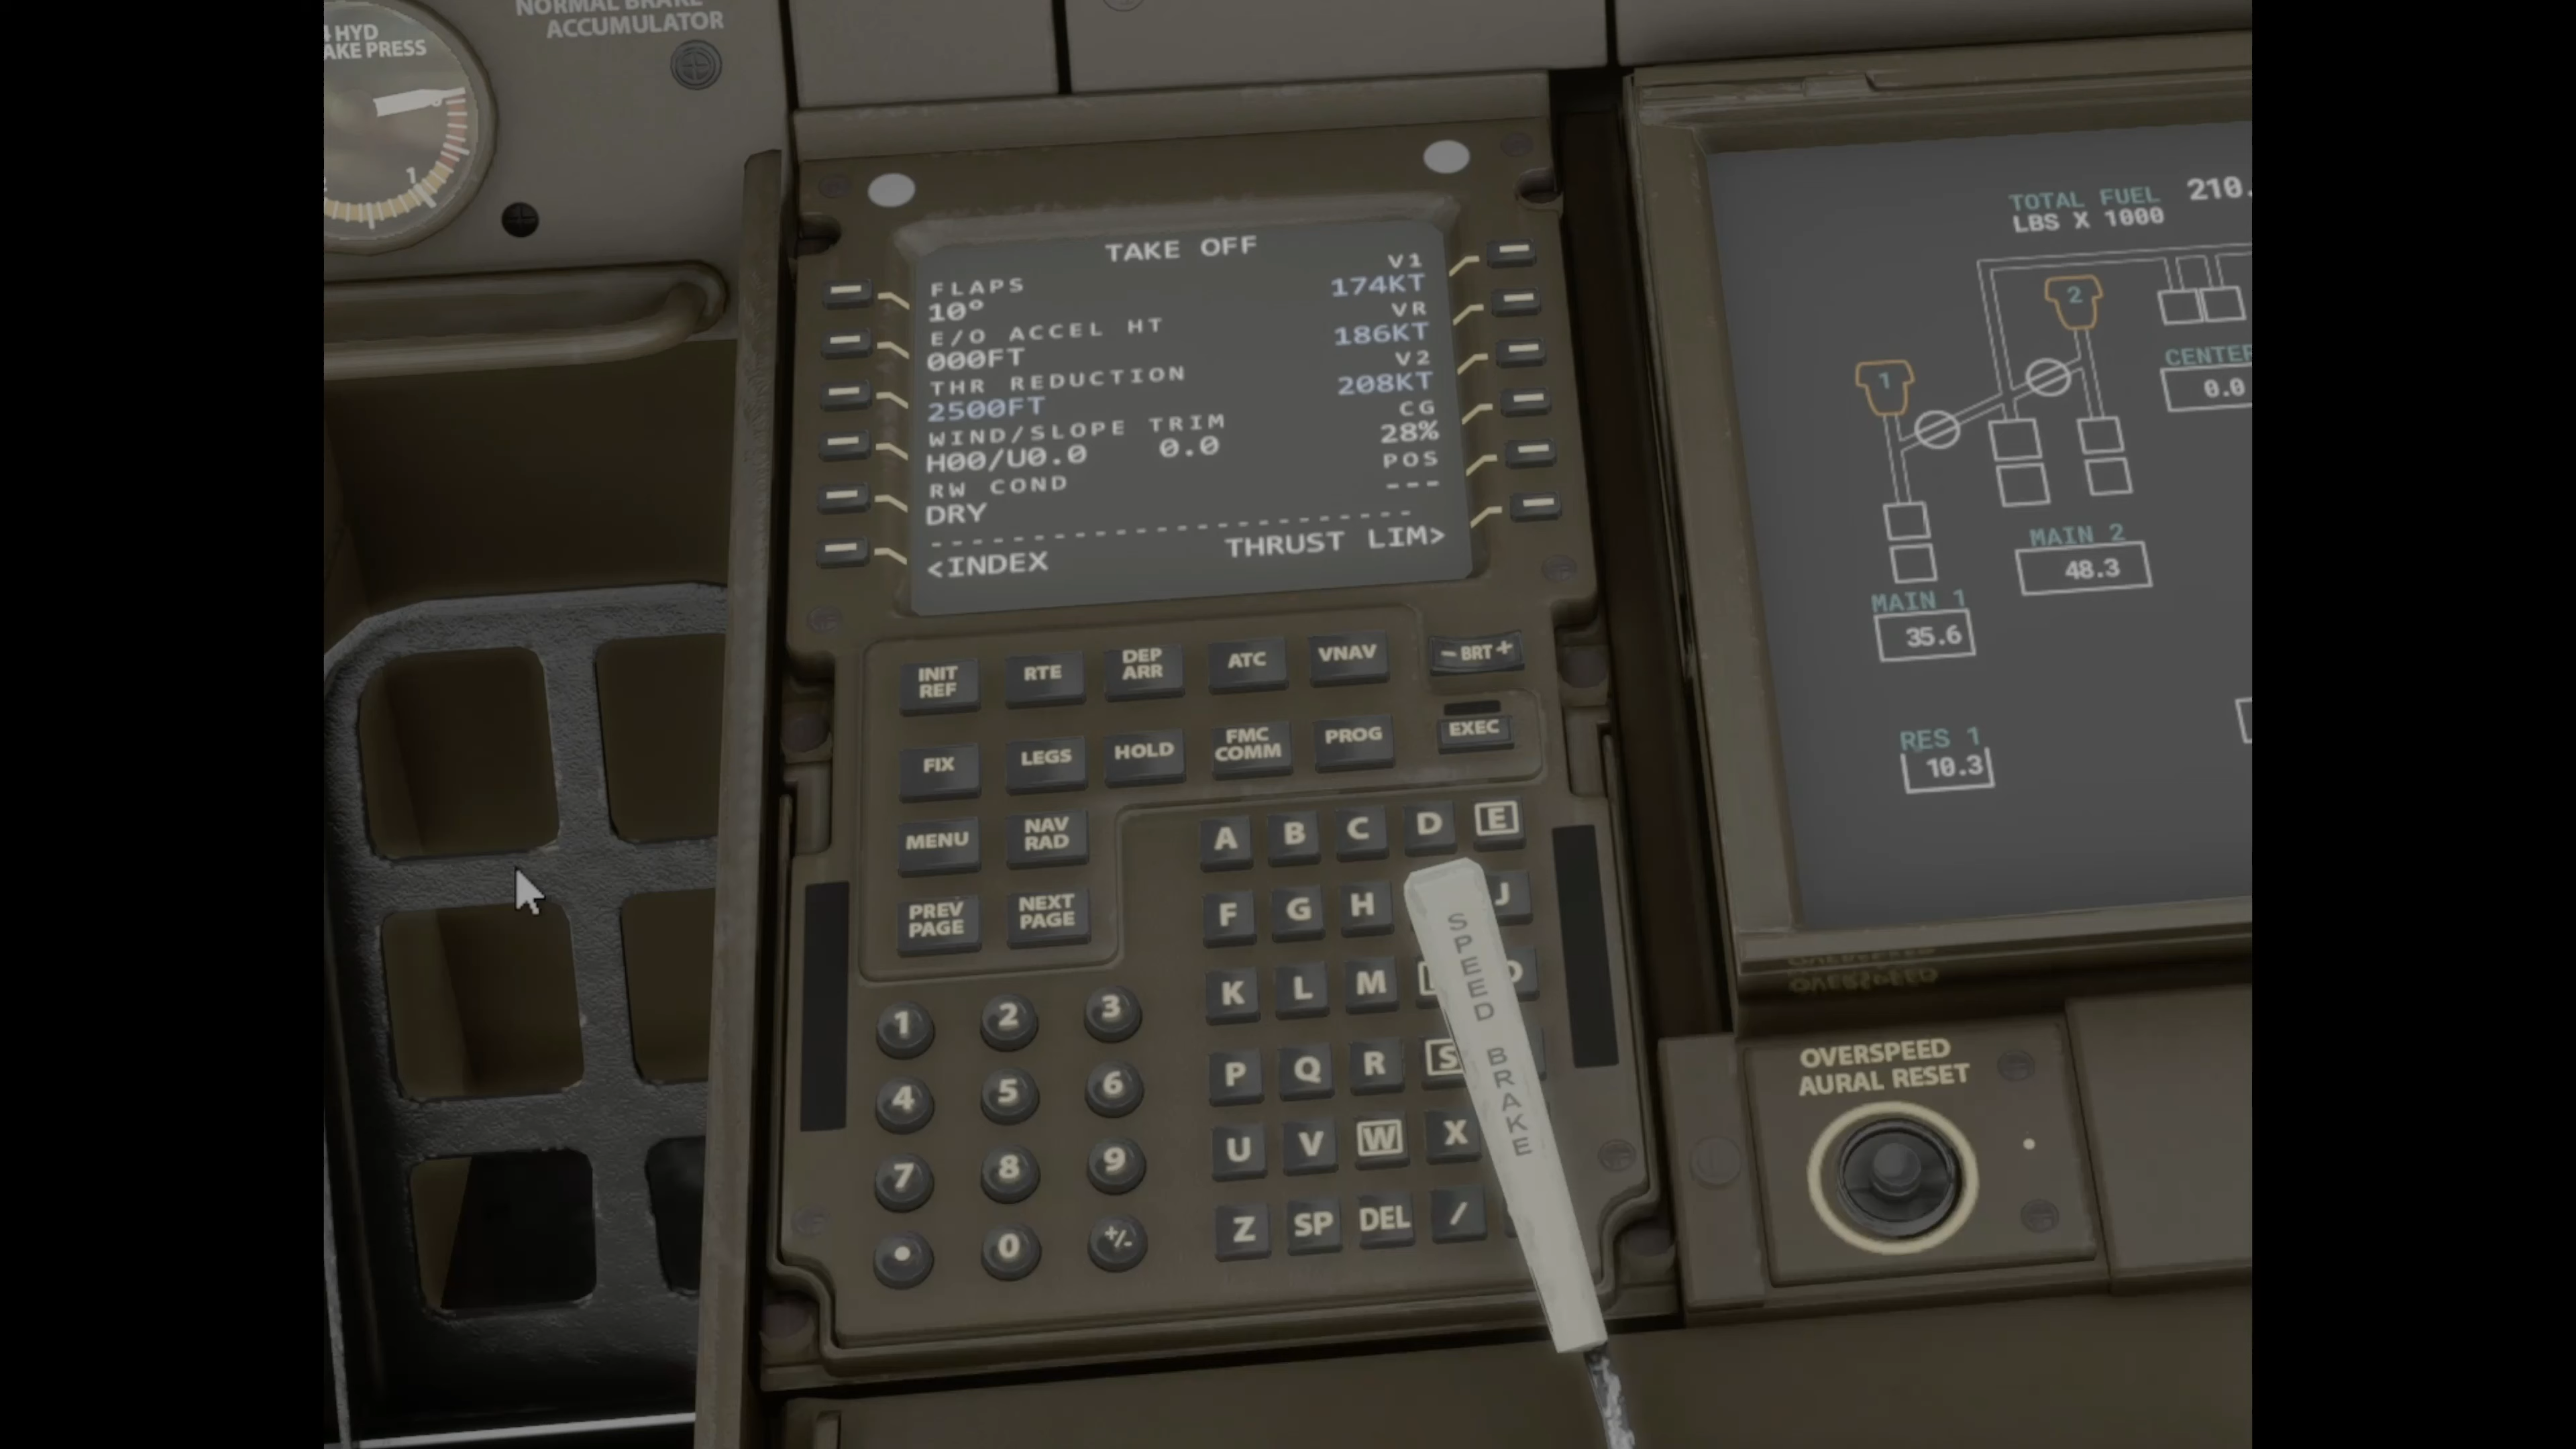 NORMAL BRAKE
ACCUMULATOR
HYD
AKE PRESS
1
TAKE OFF
FLAPS
10°
V1
174KT
E/O ACCEL HT
000FT
VR
186KT
THR REDUCTION
2500FT
V2
208KT
WIND/SLOPE TRIM
H00/U0.0 0.0
CG
28%
RW COND
DRY
POS
---
--------------------------------
<INDEX THRUST LIM>
INIT
REF
RTE
DEP
ARR
ATC
VNAV
- BRT +
FIX
LEGS
HOLD
FMC
COMM
PROG
EXEC
MENU
NAV
RAD
PREV
PAGE
NEXT
PAGE
A B C D E
F G H J
K L M
P Q R S
U V W X
Z SP DEL /
1 2 3
4 5 6
7 8 9
. 0 +/-
SPEED BRAKE
TOTAL FUEL 210.
LBS X 1000
2
1
CENTER
0.0
MAIN 2
48.3
MAIN 1
35.6
RES 1
10.3
OVERSPEED
AURAL RESET